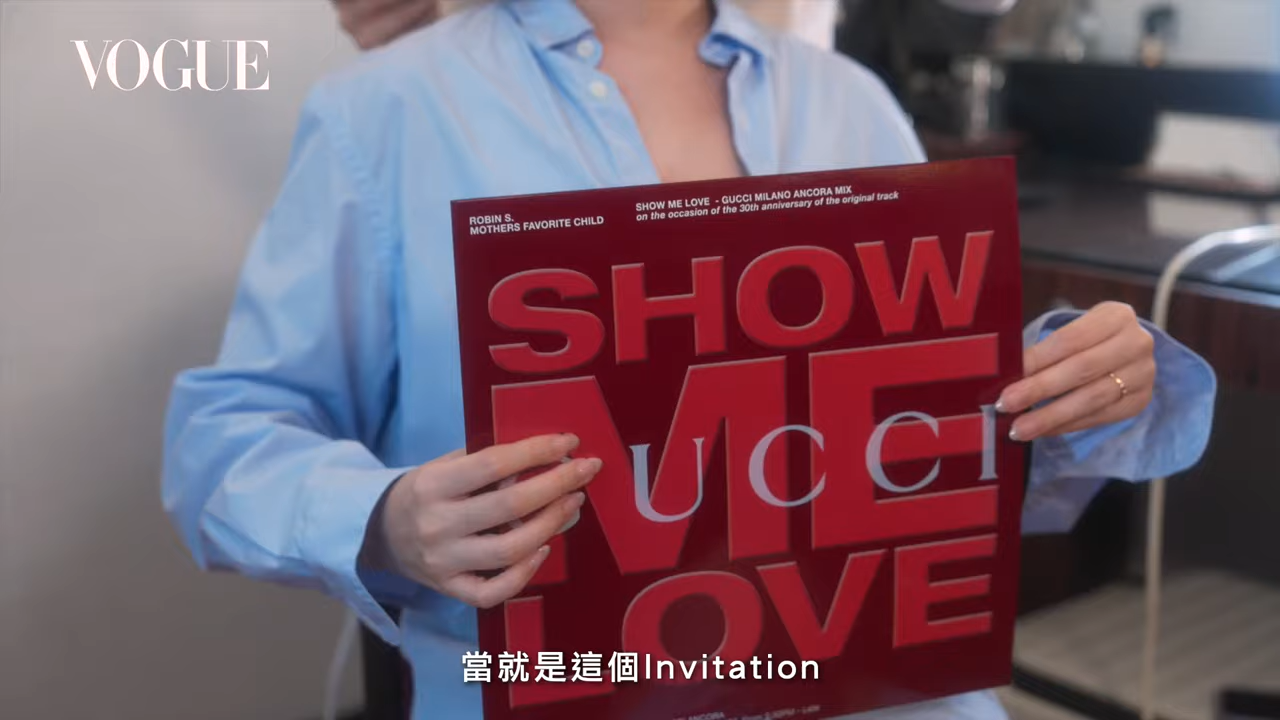 VOGUE
ROBIN S.
MOTHERS FAVORITE CHILD
SHOW ME LOVE - GUCCI MILANO ANCORA MIX
on the occasion of the 30th anniversary of the original track
SHOW
ME
UCCI
LOVE
當就是這個Invitation